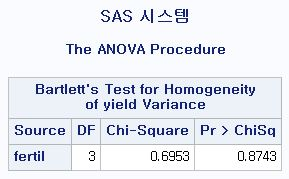 SAS 시스템
The ANOVA Procedure
Bartlett's Test for Homogeneity
of yield Variance
Source DF Chi-Square Pr > ChiSq
fertil 3 0.6953 0.8743